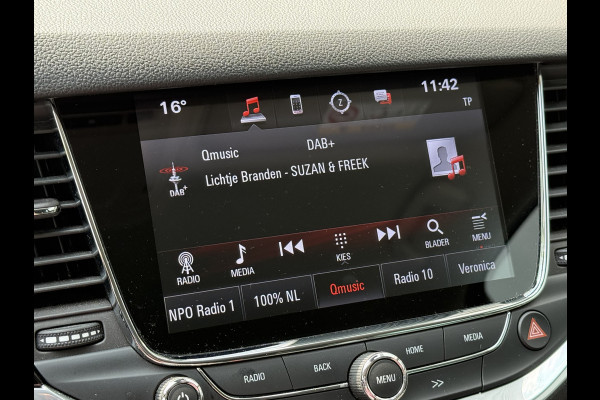 16°
11:42
Z
TP
Qmusic DAB+
Lichtje Branden - SUZAN & FREEK
DAB+
RADIO MEDIA KIES BLADER MENU
NPO Radio 1 100% NL Qmusic Radio 10 Veronica
RADIO BACK HOME MEDIA
MENU >>